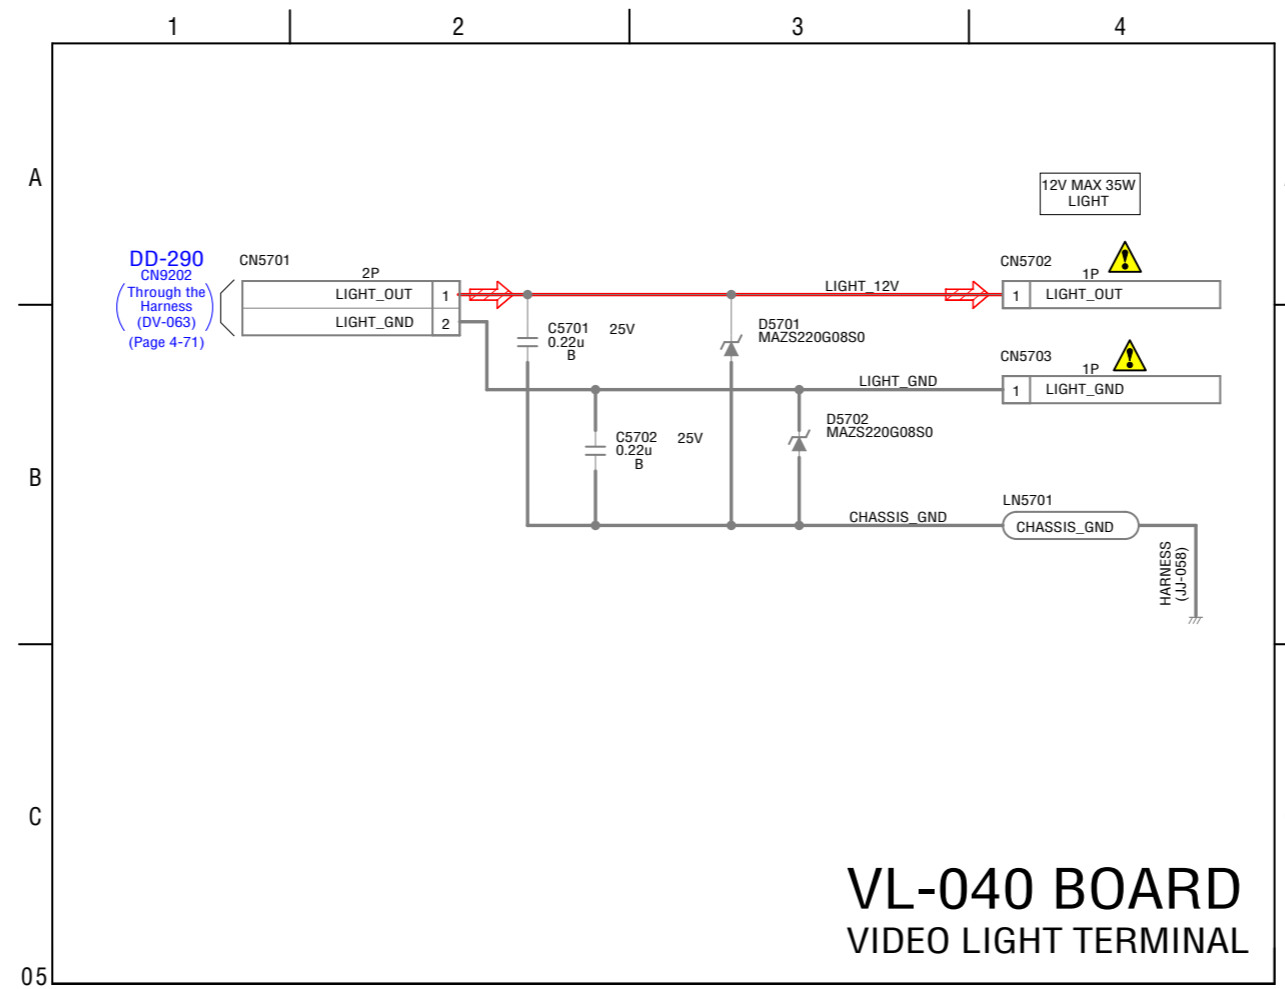 1
2
3
4
A
12V MAX 35W
LIGHT
DD-290
CN9202
Through the
Harness
(DV-063)
(Page 4-71)
CN5701
2P
LIGHT_OUT 1
LIGHT_GND 2
LIGHT_12V
CN5702
1P
1 LIGHT_OUT
C5701 25V
0.22u
B
D5701
MAZS220G08S0
CN5703
1P
LIGHT_GND
1 LIGHT_GND
C5702 25V
0.22u
B
D5702
MAZS220G08S0
B
CHASSIS_GND
LN5701
CHASSIS_GND
HARNESS
(JJ-058)
C
VL-040 BOARD
VIDEO LIGHT TERMINAL
05